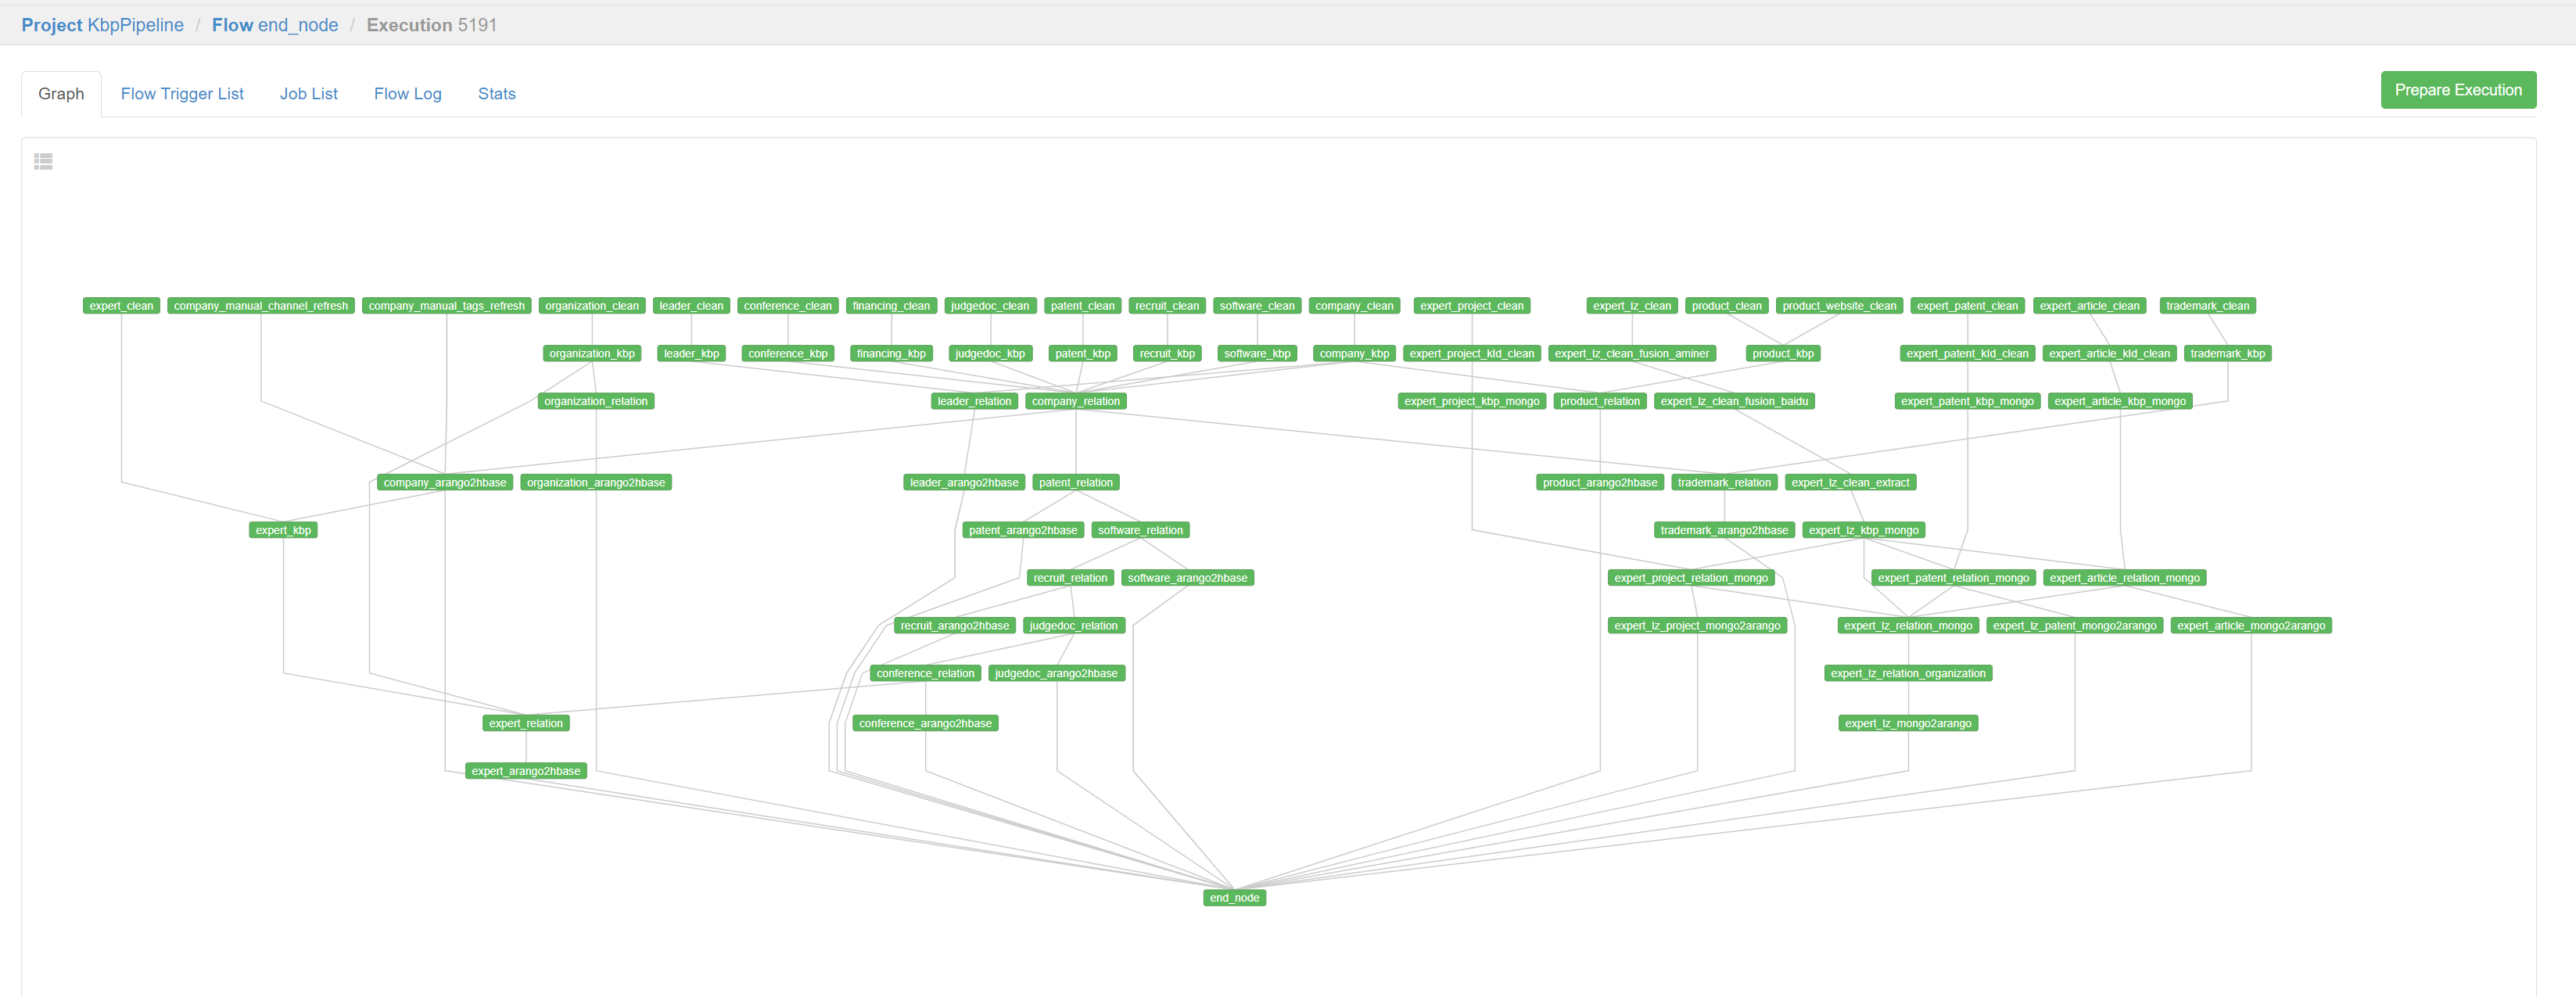 Project KbpPipeline / Flow end_node / Execution 5191
Graph Flow Trigger List Job List Flow Log Stats Prepare Execution
expert_clean company_manual_channel_refresh company_manual_tags_refresh organization_clean leader_clean conference_clean financing_clean judgedoc_clean patent_clean recruit_clean software_clean company_clean expert_project_clean expert_lz_clean product_clean product_website_clean expert_patent_clean expert_article_clean trademark_clean
organization_kbp leader_kbp conference_kbp financing_kbp judgedoc_kbp patent_kbp recruit_kbp software_kbp company_kbp expert_project_kId_clean expert_lz_clean_fusion_aminer product_kbp expert_patent_kId_clean expert_article_kId_clean trademark_kbp
organization_relation leader_relation company_relation expert_project_kbp_mongo product_relation expert_lz_clean_fusion_baidu expert_patent_kbp_mongo expert_article_kbp_mongo
company_arango2hbase organization_arango2hbase leader_arango2hbase patent_relation product_arango2hbase trademark_relation expert_lz_clean_extract
expert_kbp patent_arango2hbase software_relation trademark_arango2hbase expert_lz_kbp_mongo
recruit_relation software_arango2hbase expert_project_relation_mongo expert_patent_relation_mongo expert_article_relation_mongo
recruit_arango2hbase judgedoc_relation expert_lz_project_mongo2arango expert_lz_relation_mongo expert_lz_patent_mongo2arango expert_article_mongo2arango
conference_relation judgedoc_arango2hbase expert_lz_relation_organization
expert_relation conference_arango2hbase expert_lz_mongo2arango
expert_arango2hbase
end_node